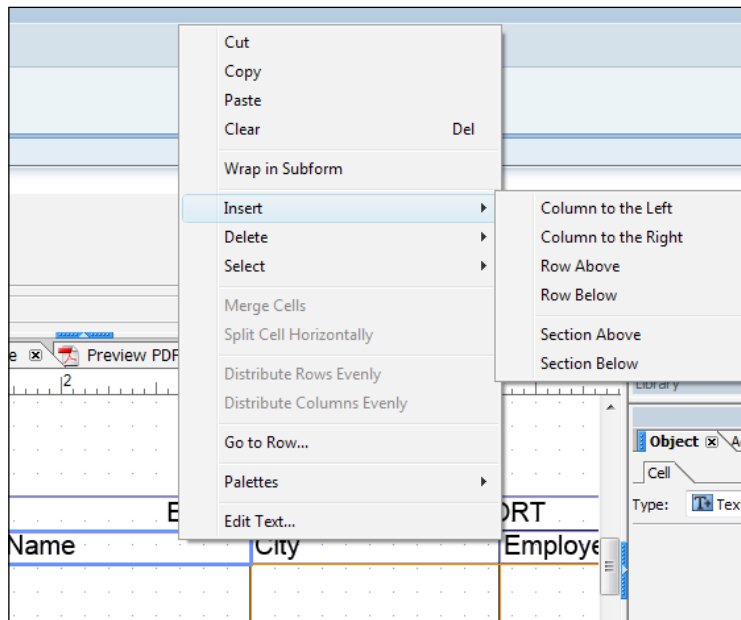 Cut
Copy
Paste
Clear Del
Wrap in Subform
Insert
Delete
Select
Merge Cells
Split Cell Horizontally
Distribute Rows Evenly
Distribute Columns Evenly
Go to Row...
Palettes
Edit Text...
Column to the Left
Column to the Right
Row Above
Row Below
Section Above
Section Below
Library
e Preview PDF
2
Object A
Cell
Type: Tex
E ORT
Name City Employe